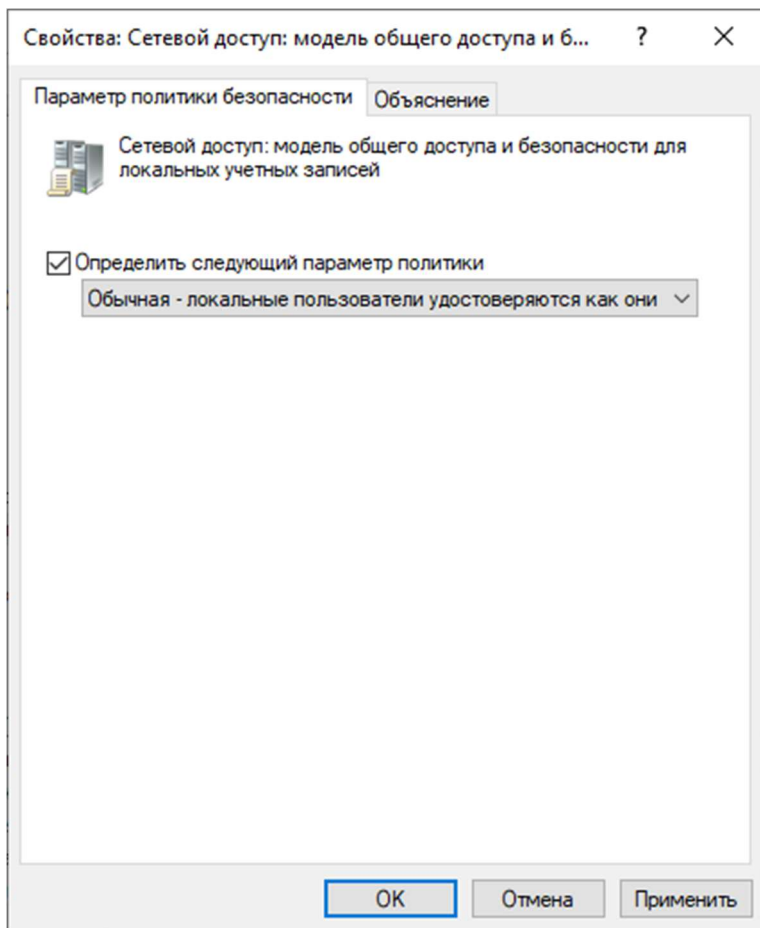 Свойства: Сетевой доступ: модель общего доступа и б... ?
Параметр политики безопасности Объяснение
Сетевой доступ: модель общего доступа и безопасности для
локальных учетных записей
Определить следующий параметр политики
Обычная - локальные пользователи удостоверяются как они
ОК Отмена Применить